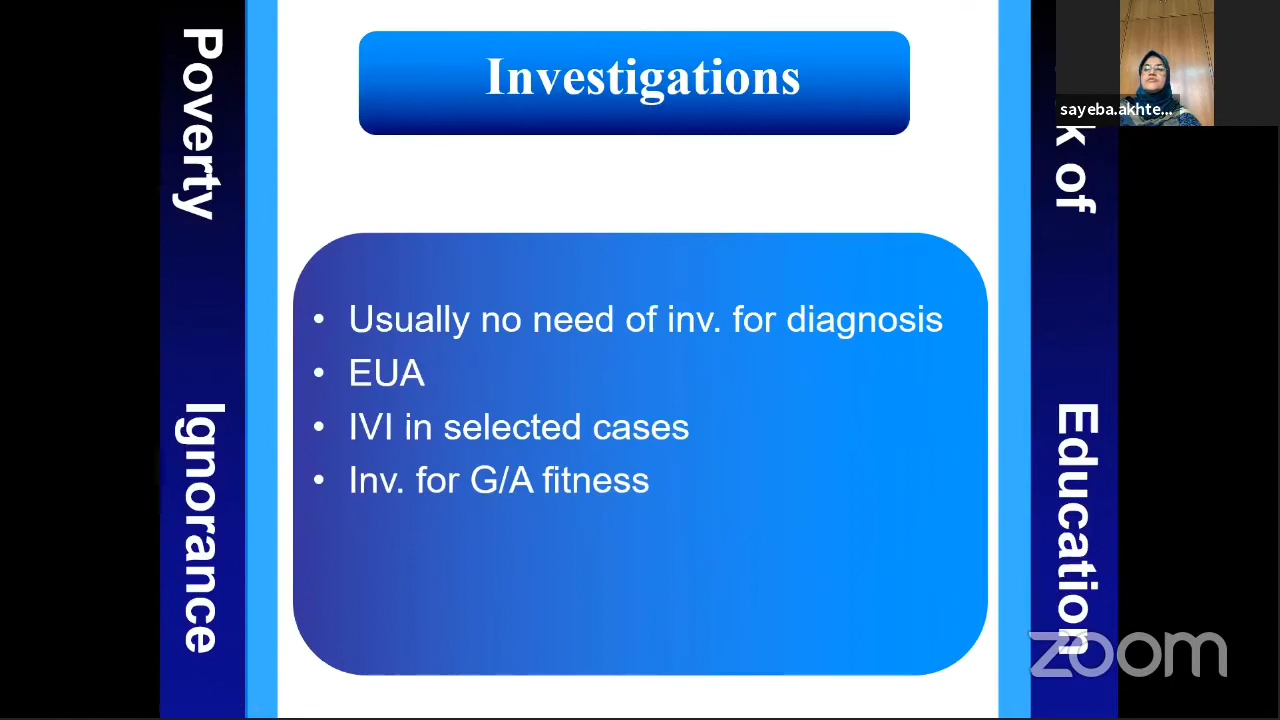 Investigations
sayeba.akhte...
Poverty
k of
• Usually no need of inv. for diagnosis
• EUA
• IVI in selected cases
• Inv. for G/A fitness
Ignorance
Education
zoom